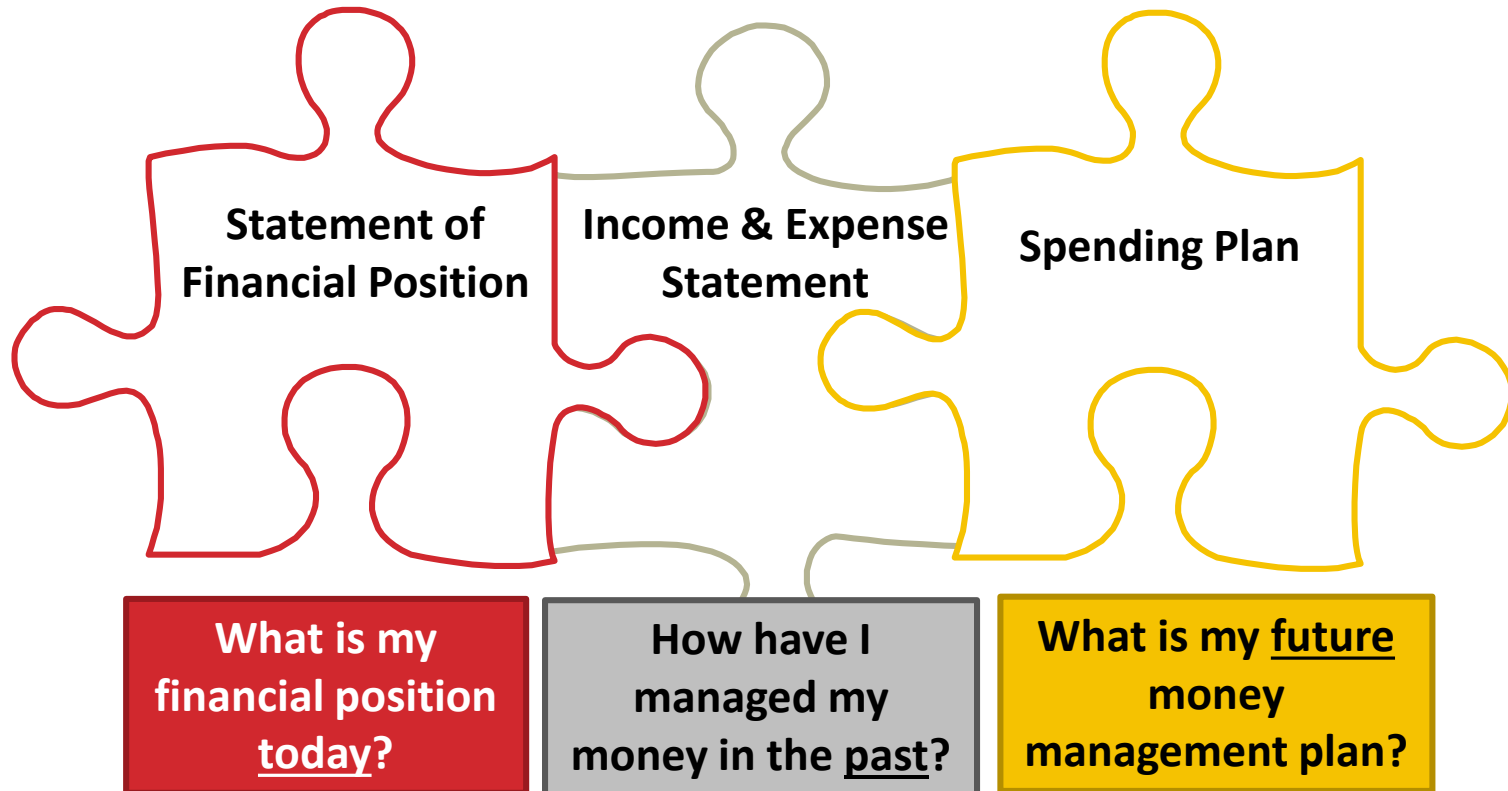 Statement of
Financial Position
Income & Expense
Statement
Spending Plan
What is my
financial position
today?
How have I
managed my
money in the past?
What is my future
money
management plan?